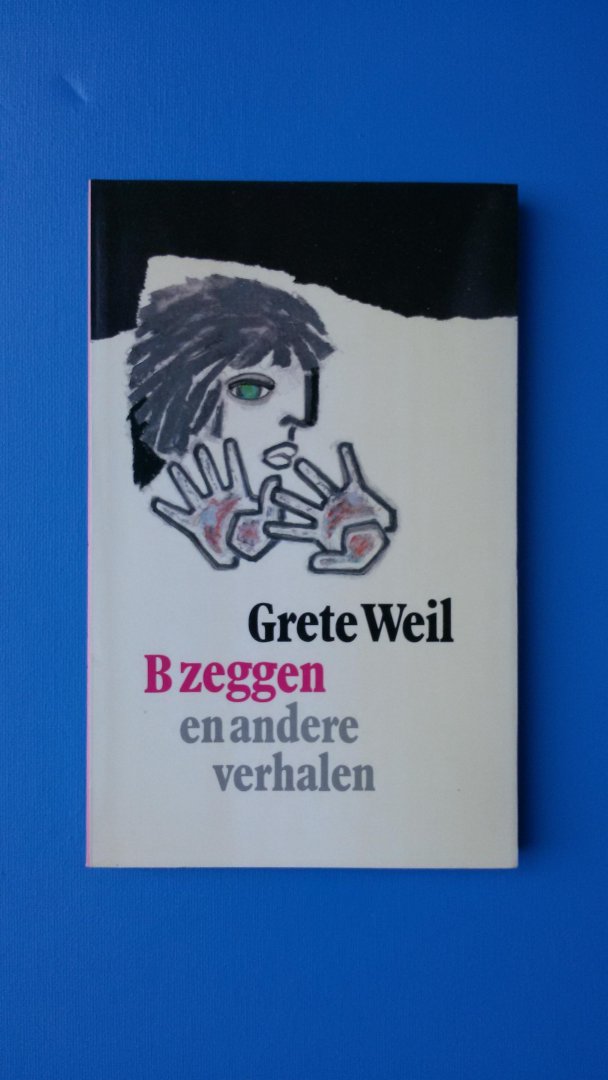 Grete Weil
B zeggen
en andere
verhalen